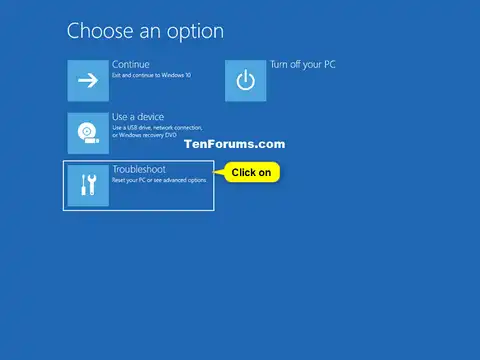 Choose an option
Continue
Exit and continue to Windows 10
Turn off your PC
Use a device
Use a USB drive, network connection,
or Windows recovery DVD
TenForums.com
Troubleshoot
Reset your PC or see advanced options.
Click on